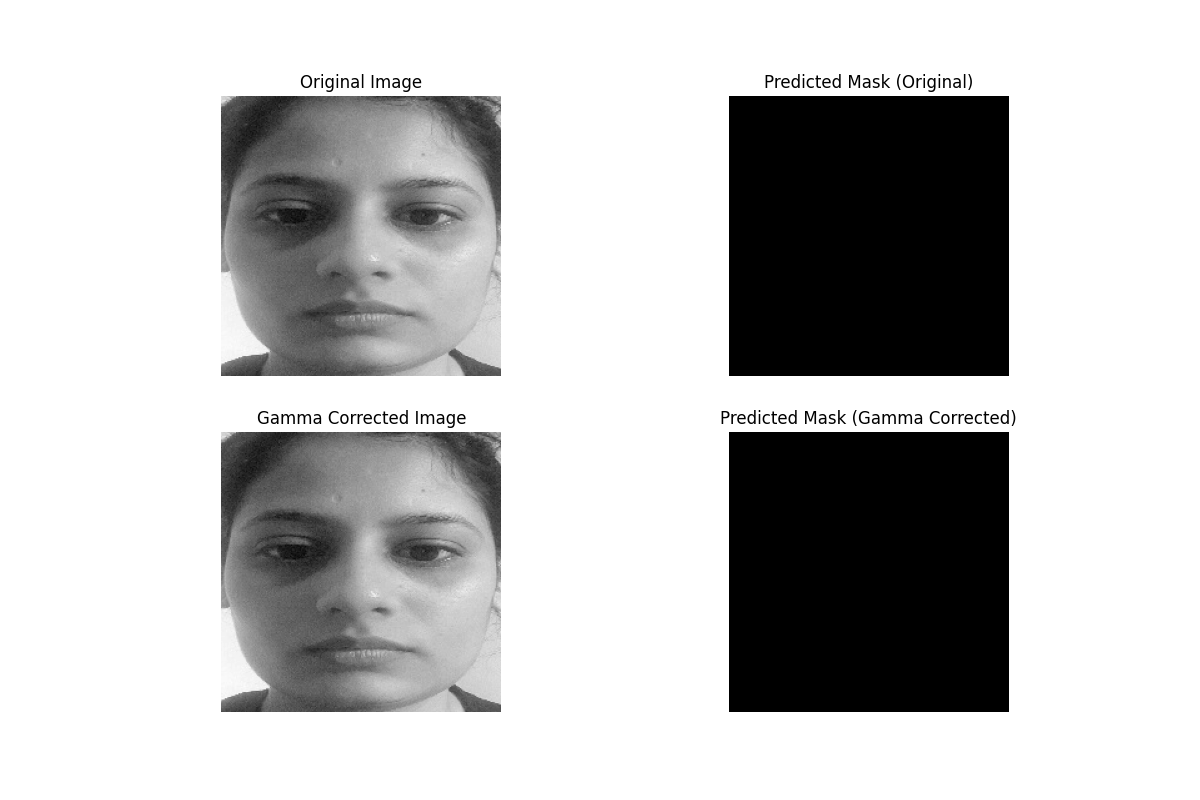 Original Image
Predicted Mask (Original)
Gamma Corrected Image
Predicted Mask (Gamma Corrected)